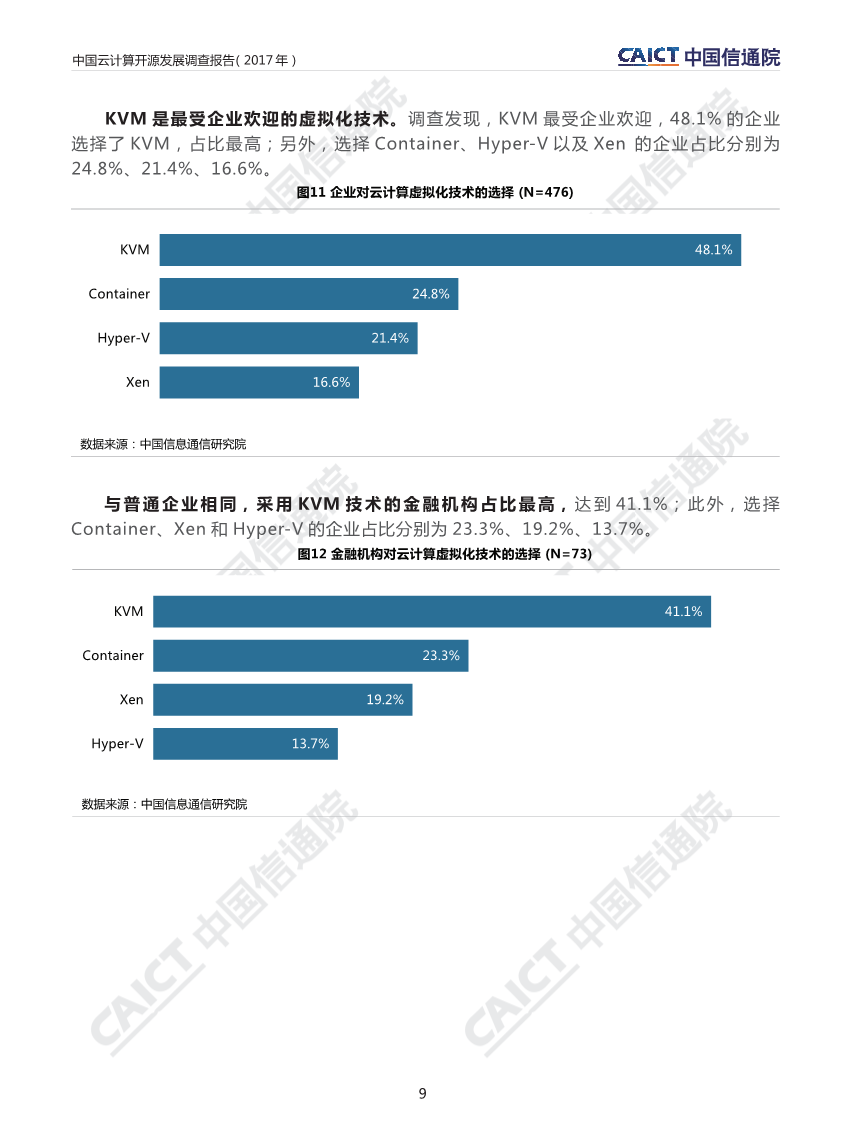 中国云计算开源发展调查报告( 2017 年 )
CAICT 中国信通院
KVM 是最受企业欢迎的虚拟化技术。调查发现，KVM 最受企业欢迎，48.1% 的企业
选择了 KVM，占比最高；另外，选择 Container、Hyper-V 以及 Xen 的企业占比分别为
24.8%、21.4%、16.6%。
图11 企业对云计算虚拟化技术的选择 (N=476)
KVM 48.1%
Container 24.8%
Hyper-V 21.4%
Xen 16.6%
数据来源：中国信息通信研究院
与普通企业相同，采用 KVM 技术的金融机构占比最高，达到 41.1%；此外，选择
Container、Xen 和 Hyper-V 的企业占比分别为 23.3%、19.2%、13.7%。
图12 金融机构对云计算虚拟化技术的选择 (N=73)
KVM 41.1%
Container 23.3%
Xen 19.2%
Hyper-V 13.7%
数据来源：中国信息通信研究院
CAICT 中国信通院
CAICT 中国信通院
9